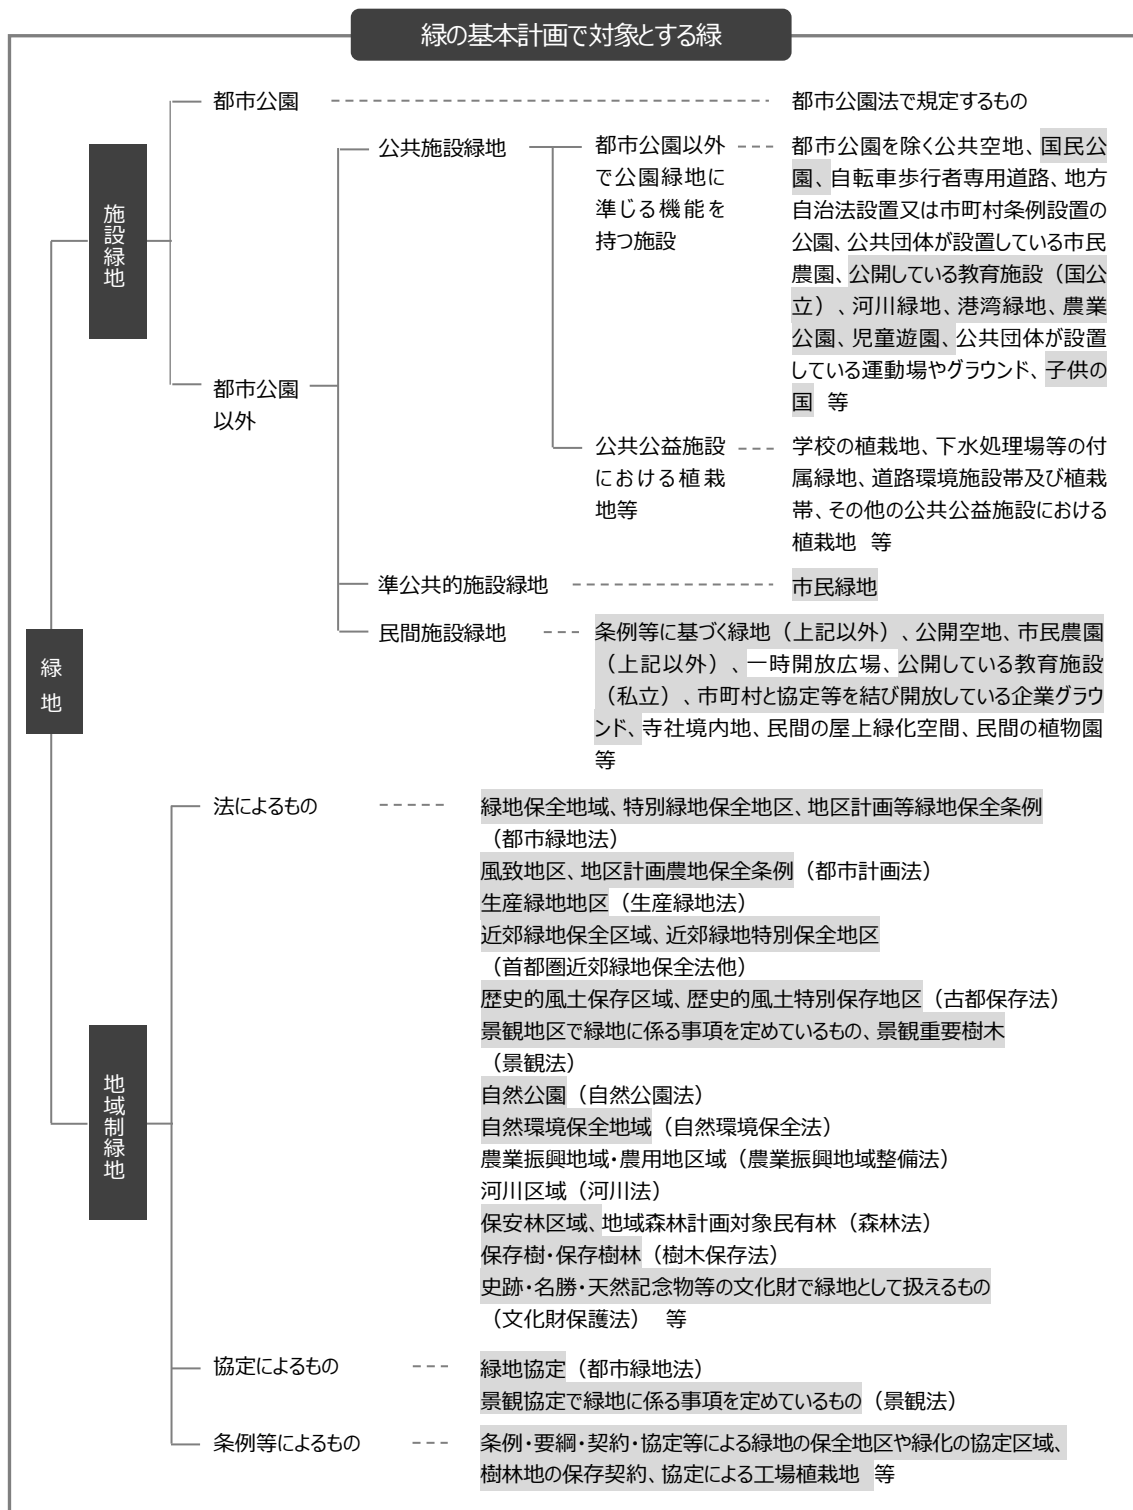 緑の基本計画で対象とする緑
緑地
施設緑地
都市公園
都市公園法で規定するもの
都市公園
以外
公共施設緑地
都市公園以外
で公園緑地に
準じる機能を
持つ施設
都市公園を除く公共空地、国民公
園、自転車歩行者専用道路、地方
自治法設置又は市町村条例設置の
公園、公共団体が設置している市民
農園、公開している教育施設（国公
立）、河川緑地、港湾緑地、農業
公園、児童遊園、公共団体が設置
している運動場やグラウンド、子供の
国 等
公共公益施設
における植栽
地等
学校の植栽地、下水処理場等の付
属緑地、道路環境施設帯及び植栽
帯、その他の公共公益施設における
植栽地 等
準公共的施設緑地
市民緑地
民間施設緑地
条例等に基づく緑地（上記以外）、公開空地、市民農園
（上記以外）、一時開放広場、公開している教育施設
（私立）、市町村と協定等を結び開放している企業グラウ
ンド、寺社境内地、民間の屋上緑化空間、民間の植物園
等
地域制緑地
法によるもの
緑地保全地域、特別緑地保全地区、地区計画等緑地保全条例
（都市緑地法）
風致地区、地区計画農地保全条例（都市計画法）
生産緑地地区（生産緑地法）
近郊緑地保全区域、近郊緑地特別保全地区
（首都圏近郊緑地保全法他）
歴史的風土保存区域、歴史的風土特別保存地区（古都保存法）
景観地区で緑地に係る事項を定めているもの、景観重要樹木
（景観法）
自然公園（自然公園法）
自然環境保全地域（自然環境保全法）
農業振興地域・農用地区域（農業振興地域整備法）
河川区域（河川法）
保安林区域、地域森林計画対象民有林（森林法）
保存樹・保存樹林（樹木保存法）
史跡・名勝・天然記念物等の文化財で緑地として扱えるもの
（文化財保護法） 等
協定によるもの
緑地協定（都市緑地法）
景観協定で緑地に係る事項を定めているもの（景観法）
条例等によるもの
条例・要綱・契約・協定等による緑地の保全地区や緑化の協定区域、
樹林地の保存契約、協定による工場植栽地 等